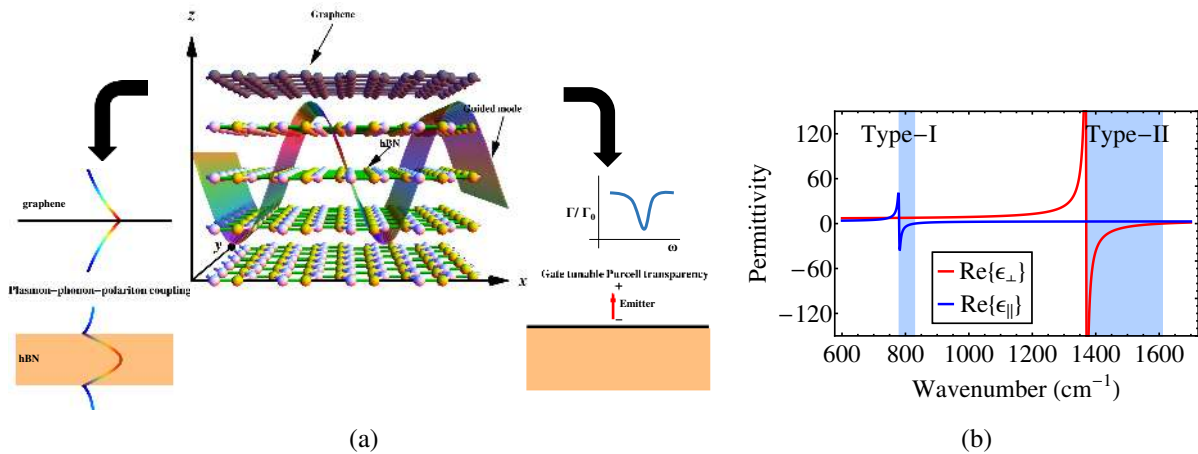 z
Graphene
Guided mode
hBN
graphene
y
x
Plasmon−phonon−polariton coupling
hBN
Γ/Γ₀
ω
Gate tunable Purcell transparency
+
Emitter
−
(a)
Permittivity
120
60
0
−60
−120
Type−I
Type−II
Re{ϵ⊥}
Re{ϵ||}
600 800 1000 1200 1400 1600
Wavenumber (cm⁻¹)
(b)